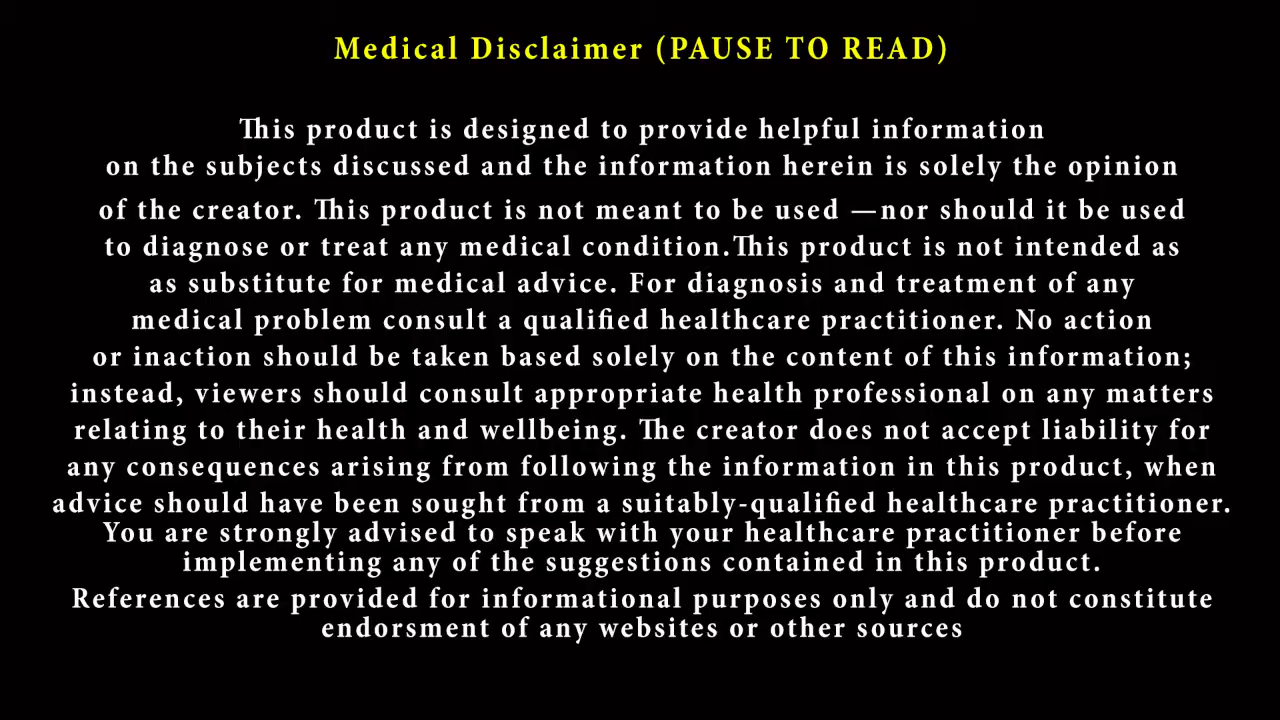 Medical Disclaimer (PAUSE TO READ)
This product is designed to provide helpful information
on the subjects discussed and the information herein is solely the opinion
of the creator. This product is not meant to be used —nor should it be used
to diagnose or treat any medical condition.This product is not intended as
as substitute for medical advice. For diagnosis and treatment of any
medical problem consult a qualified healthcare practitioner. No action
or inaction should be taken based solely on the content of this information;
instead, viewers should consult appropriate health professional on any matters
relating to their health and wellbeing. The creator does not accept liability for
any consequences arising from following the information in this product, when
advice should have been sought from a suitably-qualified healthcare practitioner.
You are strongly advised to speak with your healthcare practitioner before
implementing any of the suggestions contained in this product.
References are provided for informational purposes only and do not constitute
endorsment of any websites or other sources